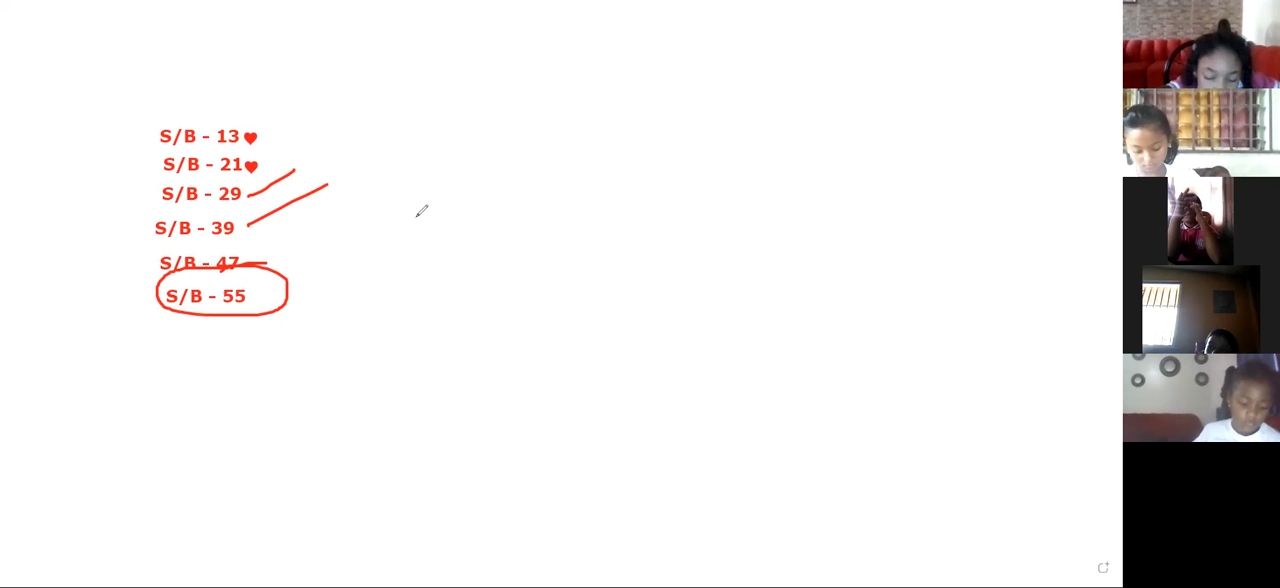 S/B - 13
S/B - 21
S/B - 29
S/B - 39
S/B - 47
S/B - 55